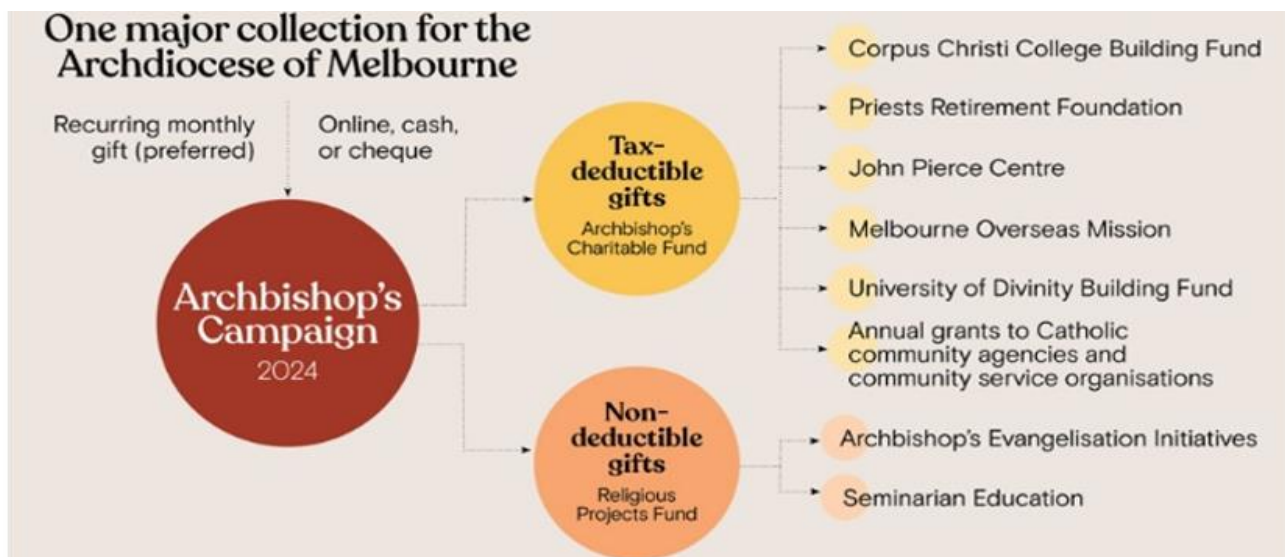 One major collection for the
Archdiocese of Melbourne
Recurring monthly
gift (preferred)
Online, cash,
or cheque
Archbishop's
Campaign
2024
Tax-
deductible
gifts
Archbishop's
Charitable Fund
Corpus Christi College Building Fund
Priests Retirement Foundation
John Pierce Centre
Melbourne Overseas Mission
University of Divinity Building Fund
Annual grants to Catholic
community agencies and
community service organisations
Non-
deductible
gifts
Religious
Projects Fund
Archbishop's Evangelisation Initiatives
Seminarian Education